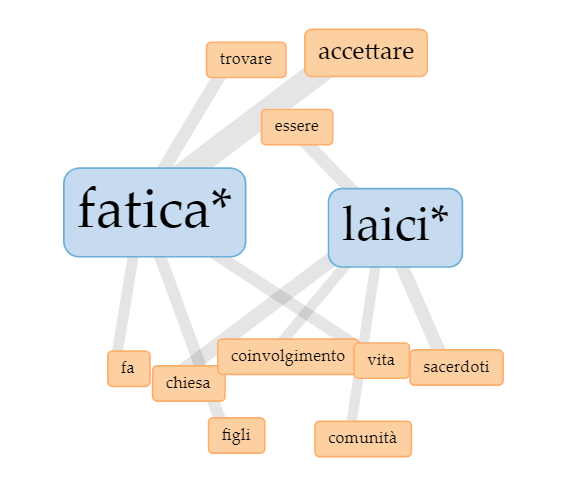 trovare
accettare
essere
fatica*
laici*
coinvolgimento
vita
sacerdoti
fa
chiesa
figli
comunità